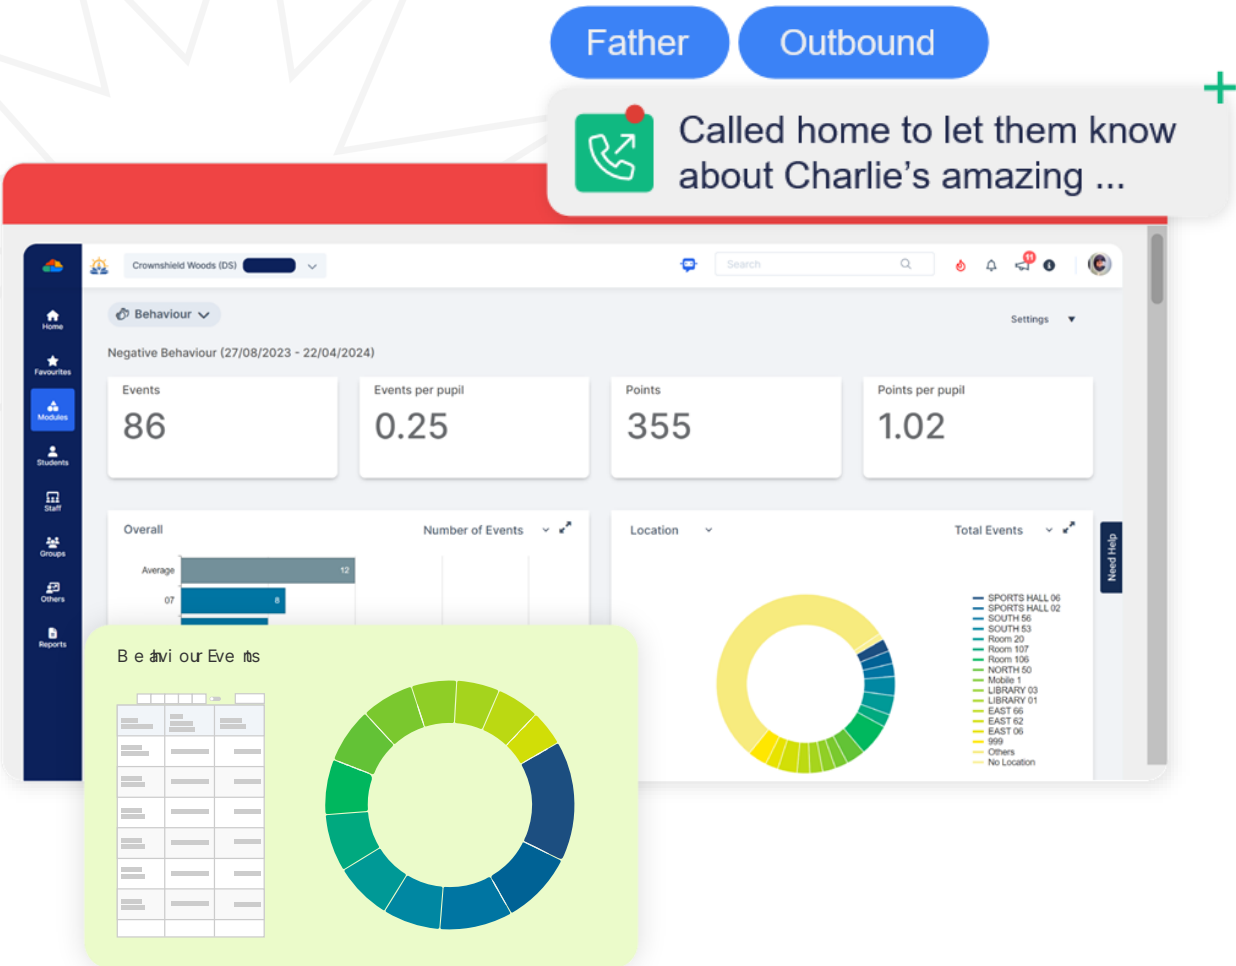 Father
Outbound
Called home to let them know
about Charlie's amazing ...
Crownshield Woods (DS)
Search
11
Home
Favourites
Modules
Students
Staff
Groups
Others
Reports
Behaviour
Settings
Negative Behaviour (27/08/2023 - 22/04/2024)
Events
86
Events per pupil
0.25
Points
355
Points per pupil
1.02
Overall
Number of Events
Average
12
07
8
Location
Total Events
SPORTS HALL 06
SPORTS HALL 02
SOUTH 56
SOUTH 53
Room 20
Room 107
Room 106
NORTH 50
Mobile 1
LIBRARY 03
LIBRARY 01
EAST 66
EAST 62
EAST 06
999
Others
No Location
Need Help
Behaviour Events